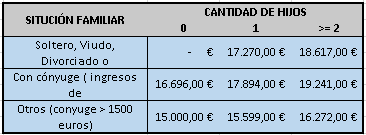 SITUCIÓN FAMILIAR CANTIDAD DE HIJOS
0 1 >= 2
Soltero, Viudo,
Divorciado o - € 17.270,00 € 18.617,00 €
Con cónyuge ( ingresos
de 16.696,00 € 17.894,00 € 19.241,00 €
Otros (conyuge > 1500
euros) 15.000,00 € 15.599,00 € 16.272,00 €